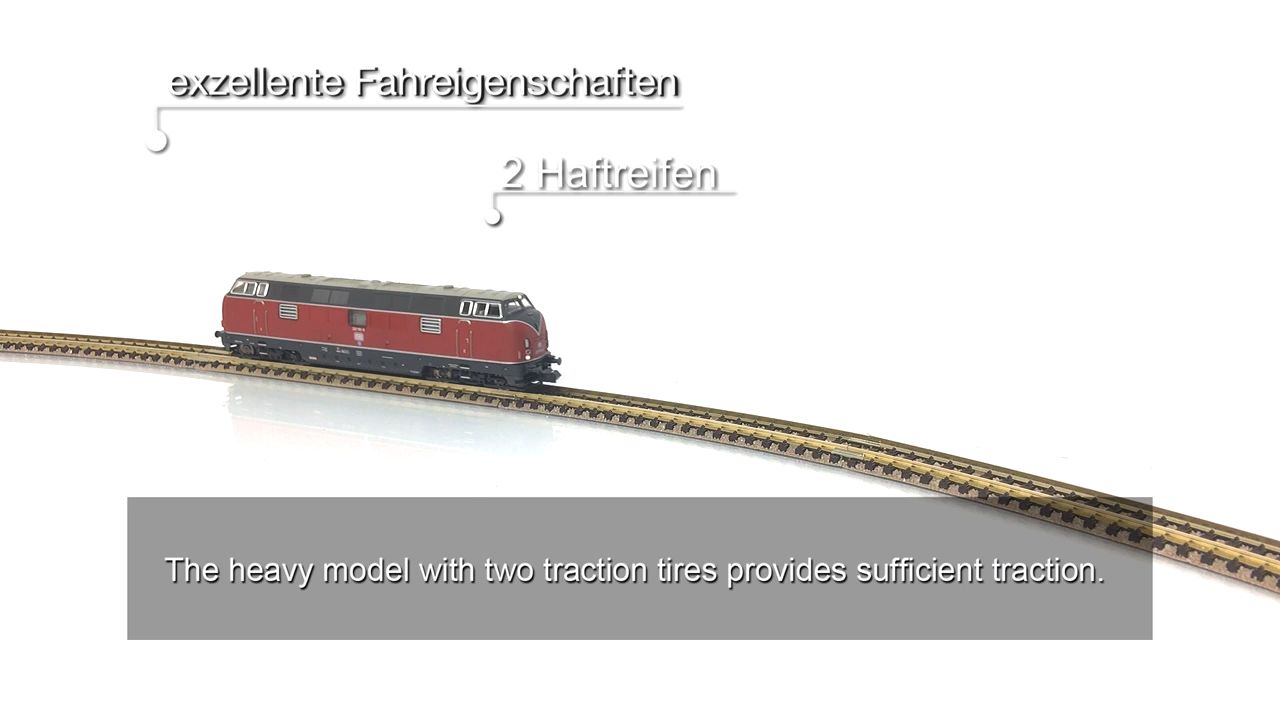 exzellente Fahreigenschaften
2 Haftreifen
The heavy model with two traction tires provides sufficient traction.